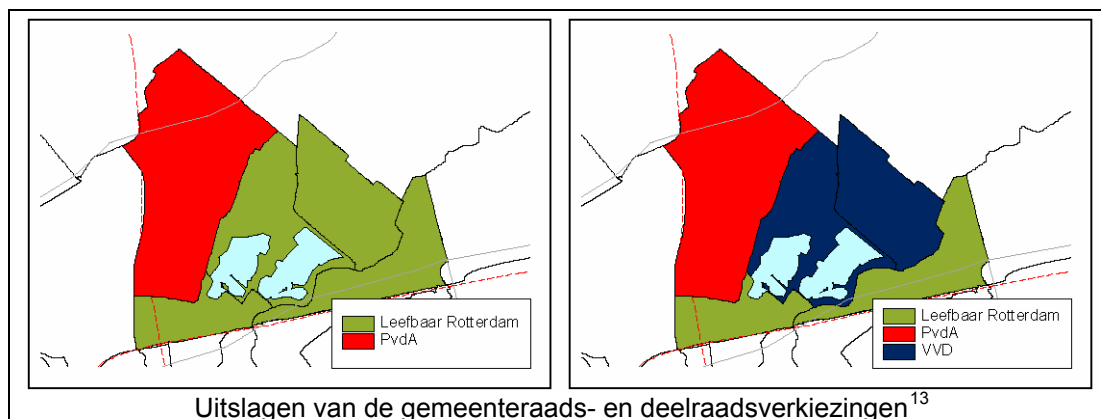 Leefbaar Rotterdam
PvdA
Leefbaar Rotterdam
PvdA
VVD
Uitslagen van de gemeenteraads- en deelraadsverkiezingen13